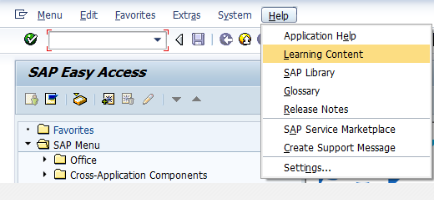 Menu Edit Favorites Extras System Help
Application Help
Learning Content
SAP Library
Glossary
Release Notes
SAP Service Marketplace
Create Support Message
Settings...
SAP Easy Access
Favorites
SAP Menu
Office
Cross-Application Components